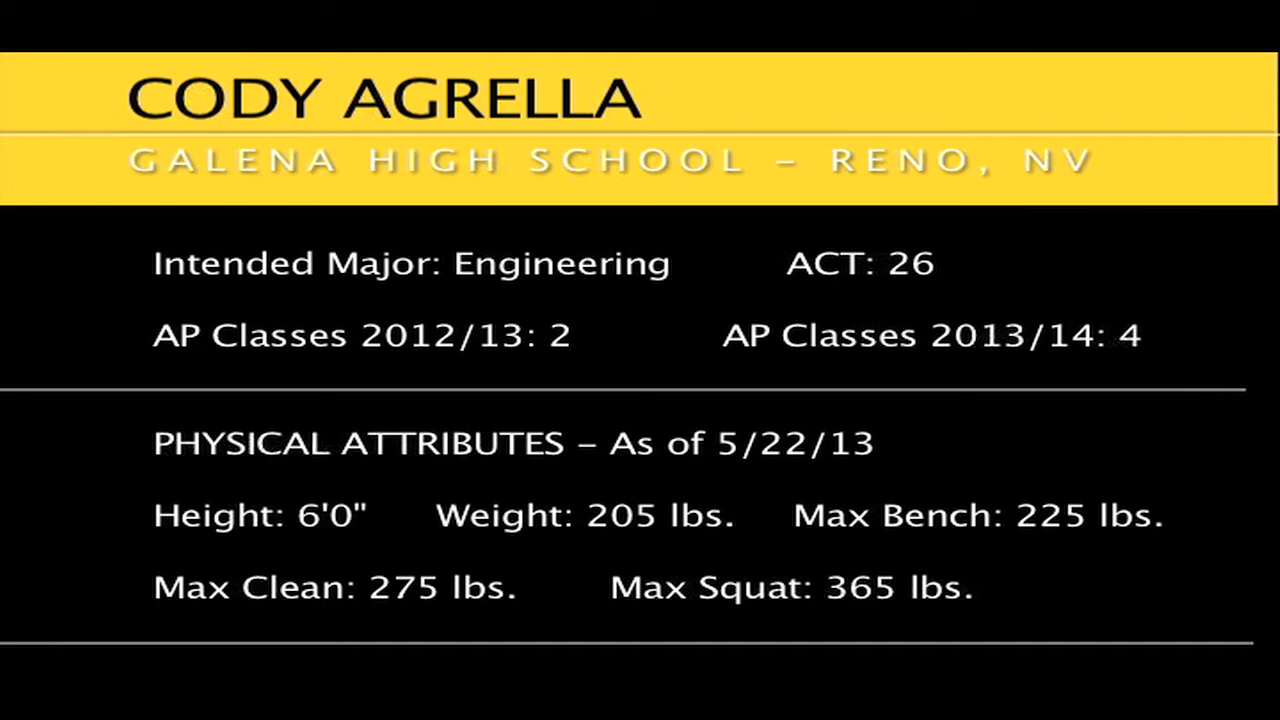 CODY AGRELLA
GALENA HIGH SCHOOL – RENO, NV
Intended Major: Engineering ACT: 26
AP Classes 2012/13: 2 AP Classes 2013/14: 4
PHYSICAL ATTRIBUTES – As of 5/22/13
Height: 6'0" Weight: 205 lbs. Max Bench: 225 lbs.
Max Clean: 275 lbs. Max Squat: 365 lbs.